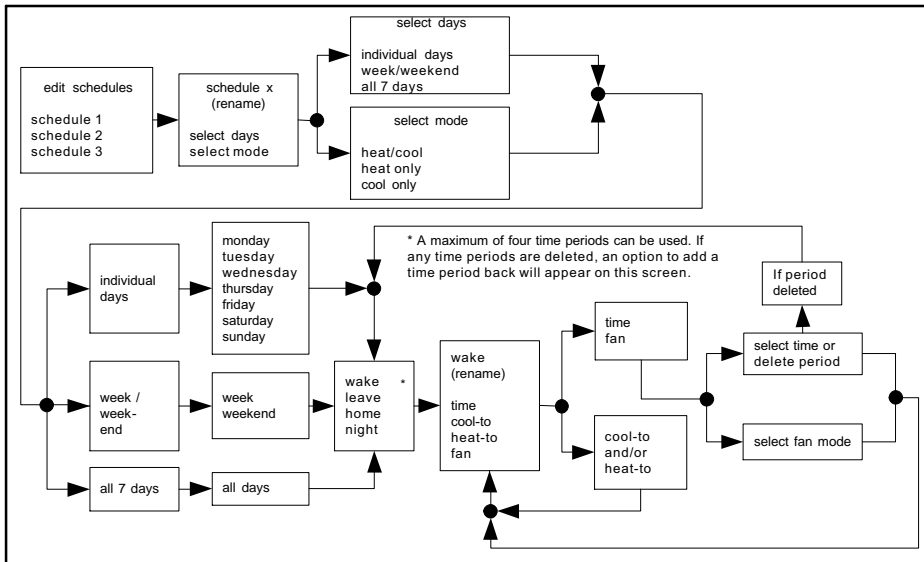 edit schedules
schedule 1
schedule 2
schedule 3
schedule x
(rename)
select days
select mode
select days
individual days
week/weekend
all 7 days
select mode
heat/cool
heat only
cool only
individual
days
monday
tuesday
wednesday
thursday
friday
saturday
sunday
* A maximum of four time periods can be used. If
any time periods are deleted, an option to add a
time period back will appear on this screen.
If period
deleted
week /
week-
end
week
weekend
all 7 days
all days
wake *
leave
home
night
wake
(rename)
time
cool-to
heat-to
fan
time
fan
cool-to
and/or
heat-to
select time or
delete period
select fan mode